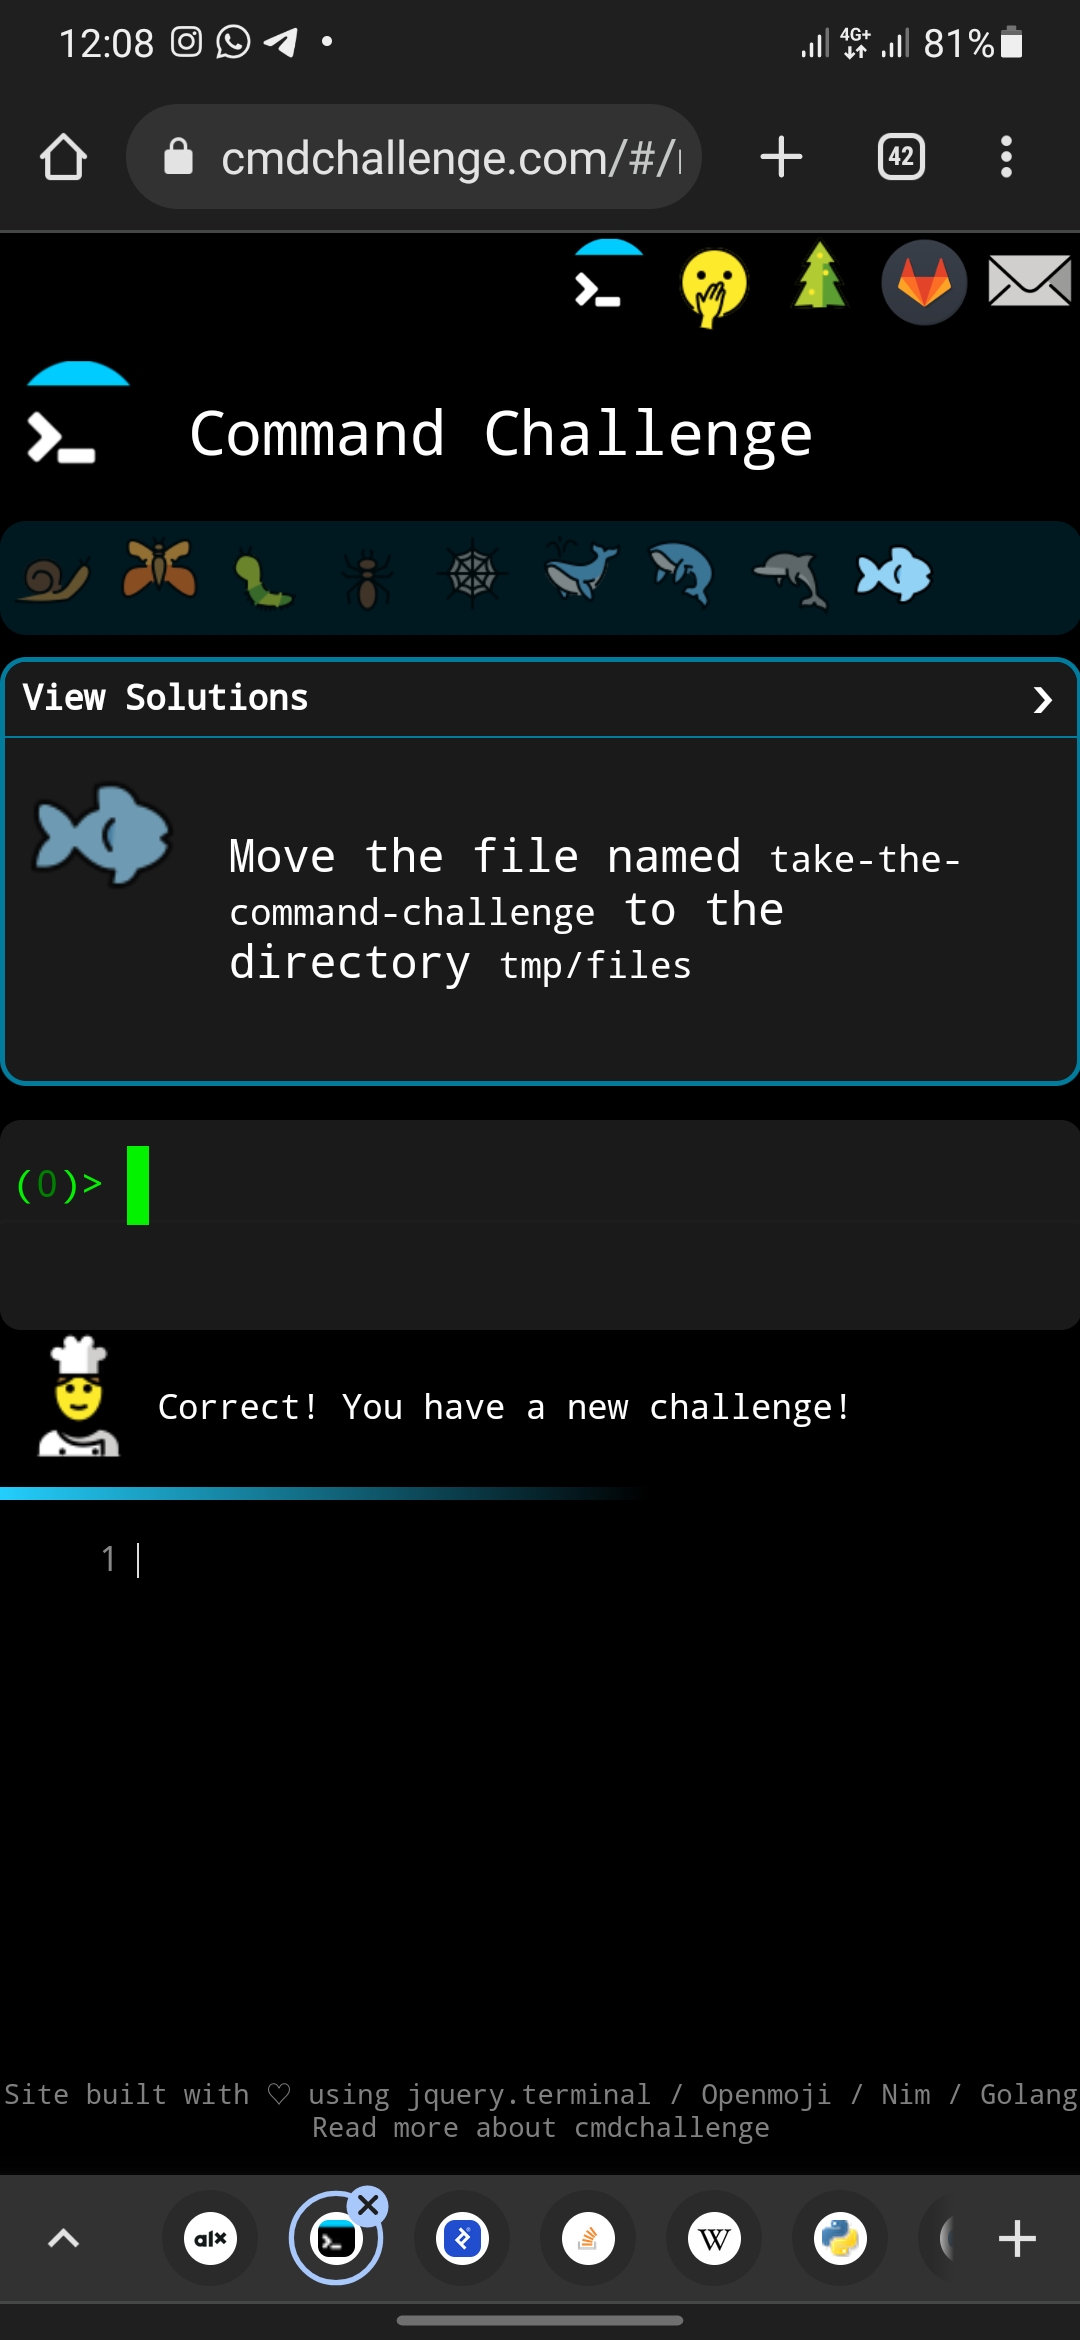 12:08
4G+
81%
cmdchallenge.com/#/
42
Command Challenge
View Solutions
Move the file named take-the-
command-challenge to the
directory tmp/files
(0)>
Correct! You have a new challenge!
1
Site built with ♡ using jquery.terminal / Openmoji / Nim / Golang
Read more about cmdchallenge
alx
W